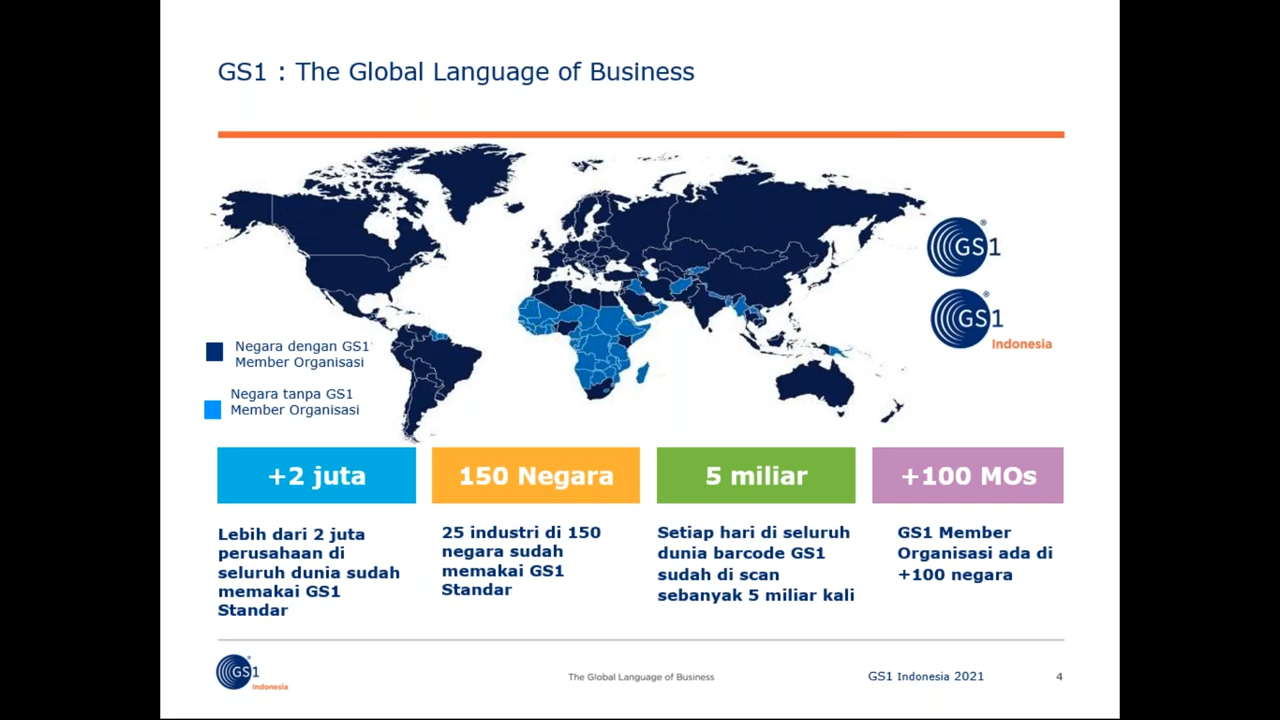 GS1 : The Global Language of Business
GS1
GS1
Indonesia
Negara dengan GS1
Member Organisasi
Negara tanpa GS1
Member Organisasi
+2 juta
150 Negara
5 miliar
+100 MOs
Lebih dari 2 juta
perusahaan di
seluruh dunia sudah
memakai GS1
Standar
25 industri di 150
negara sudah
memakai GS1
Standar
Setiap hari di seluruh
dunia barcode GS1
sudah di scan
sebanyak 5 miliar kali
GS1 Member
Organisasi ada di
+100 negara
GS1
Indonesia
The Global Language of Business
GS1 Indonesia 2021
4